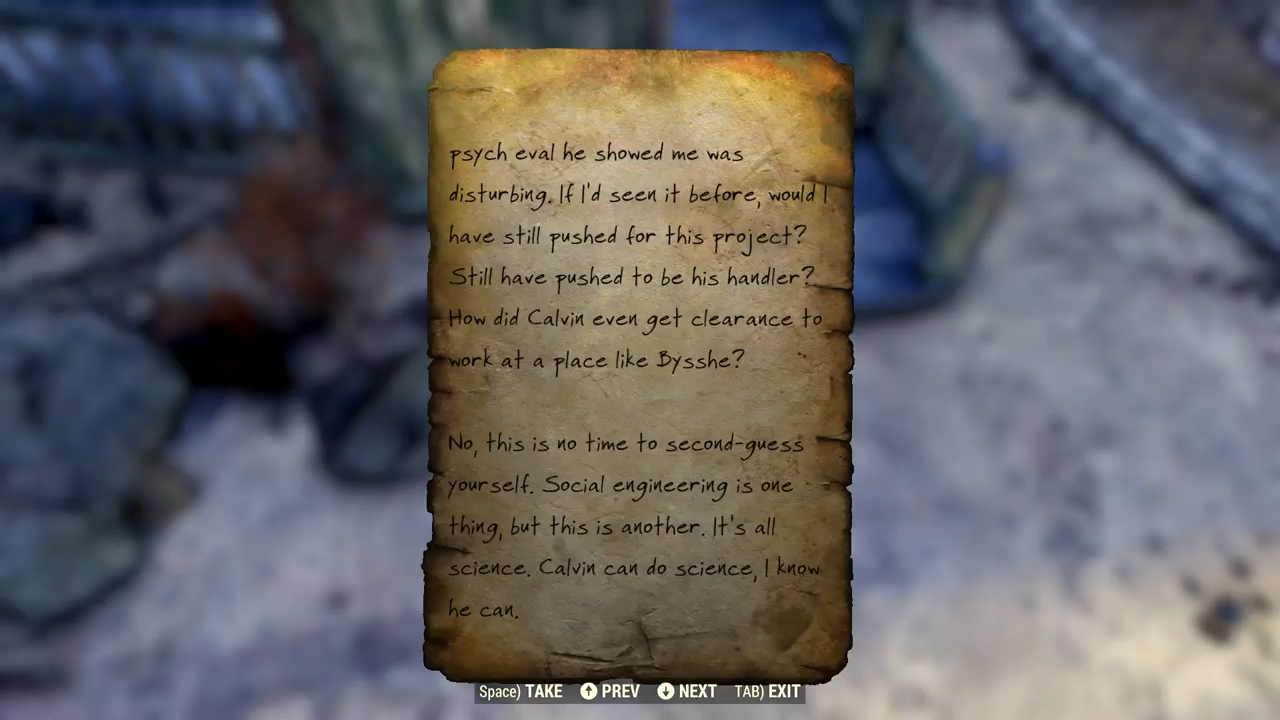 psych eval he showed me was
disturbing. If I'd seen it before, would I
have still pushed for this project?
Still have pushed to be his handler?
How did Calvin even get clearance to
work at a place like Bysshe?
No, this is no time to second-guess
yourself. Social engineering is one
thing, but this is another. It's all
science. Calvin can do science, I know
he can.
Space) TAKE PREV NEXT TAB) EXIT